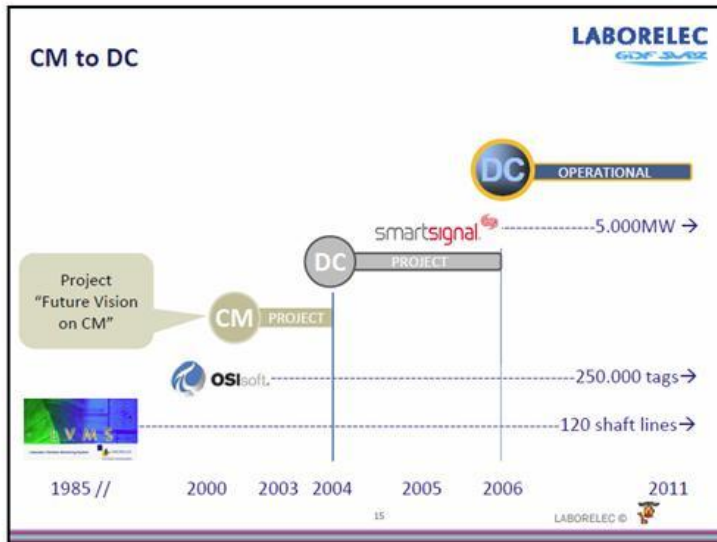 CM to DC
LABORELEC
GDF SUEZ
DC OPERATIONAL
smartsignal
5.000MW →
DC PROJECT
Project
"Future Vision
on CM"
CM PROJECT
OSIsoft.
250.000 tags→
VMS
120 shaft lines→
1985 // 2000 2003 2004 2005 2006 2011
15
LABORELEC ©